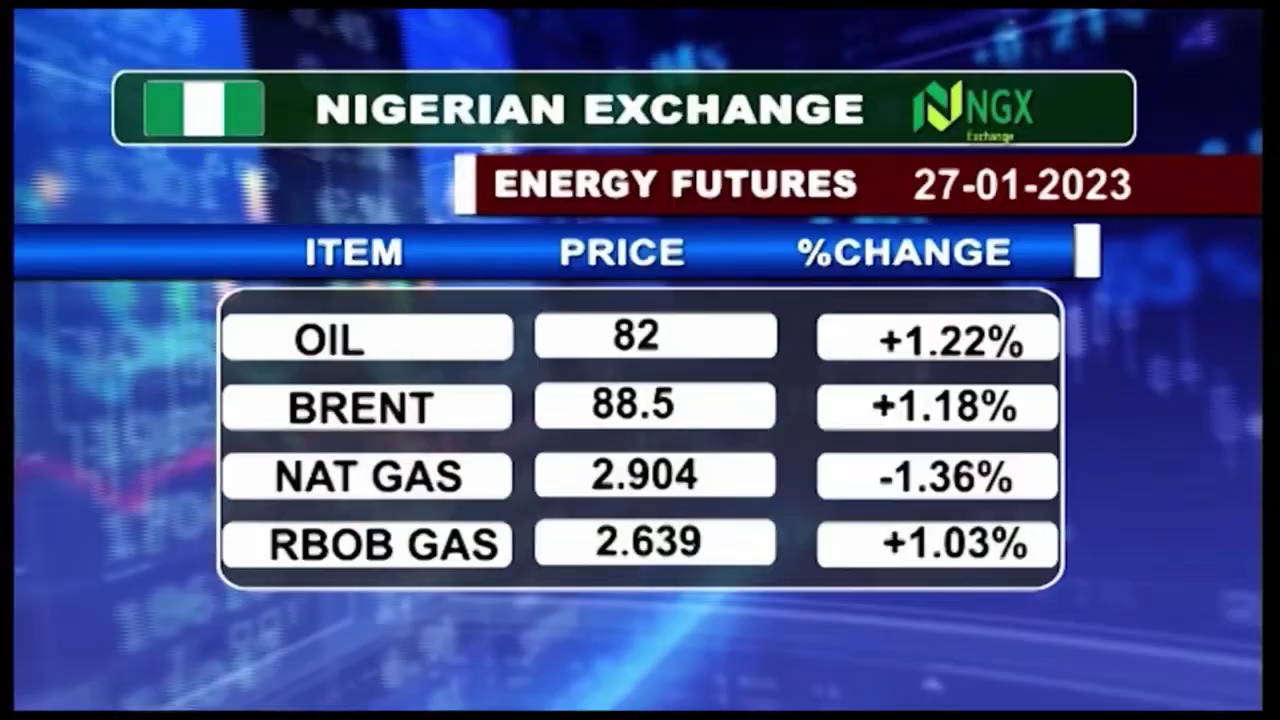 NIGERIAN EXCHANGE NGX
Exchange
ENERGY FUTURES 27-01-2023
ITEM PRICE %CHANGE
OIL 82 +1.22%
BRENT 88.5 +1.18%
NAT GAS 2.904 -1.36%
RBOB GAS 2.639 +1.03%